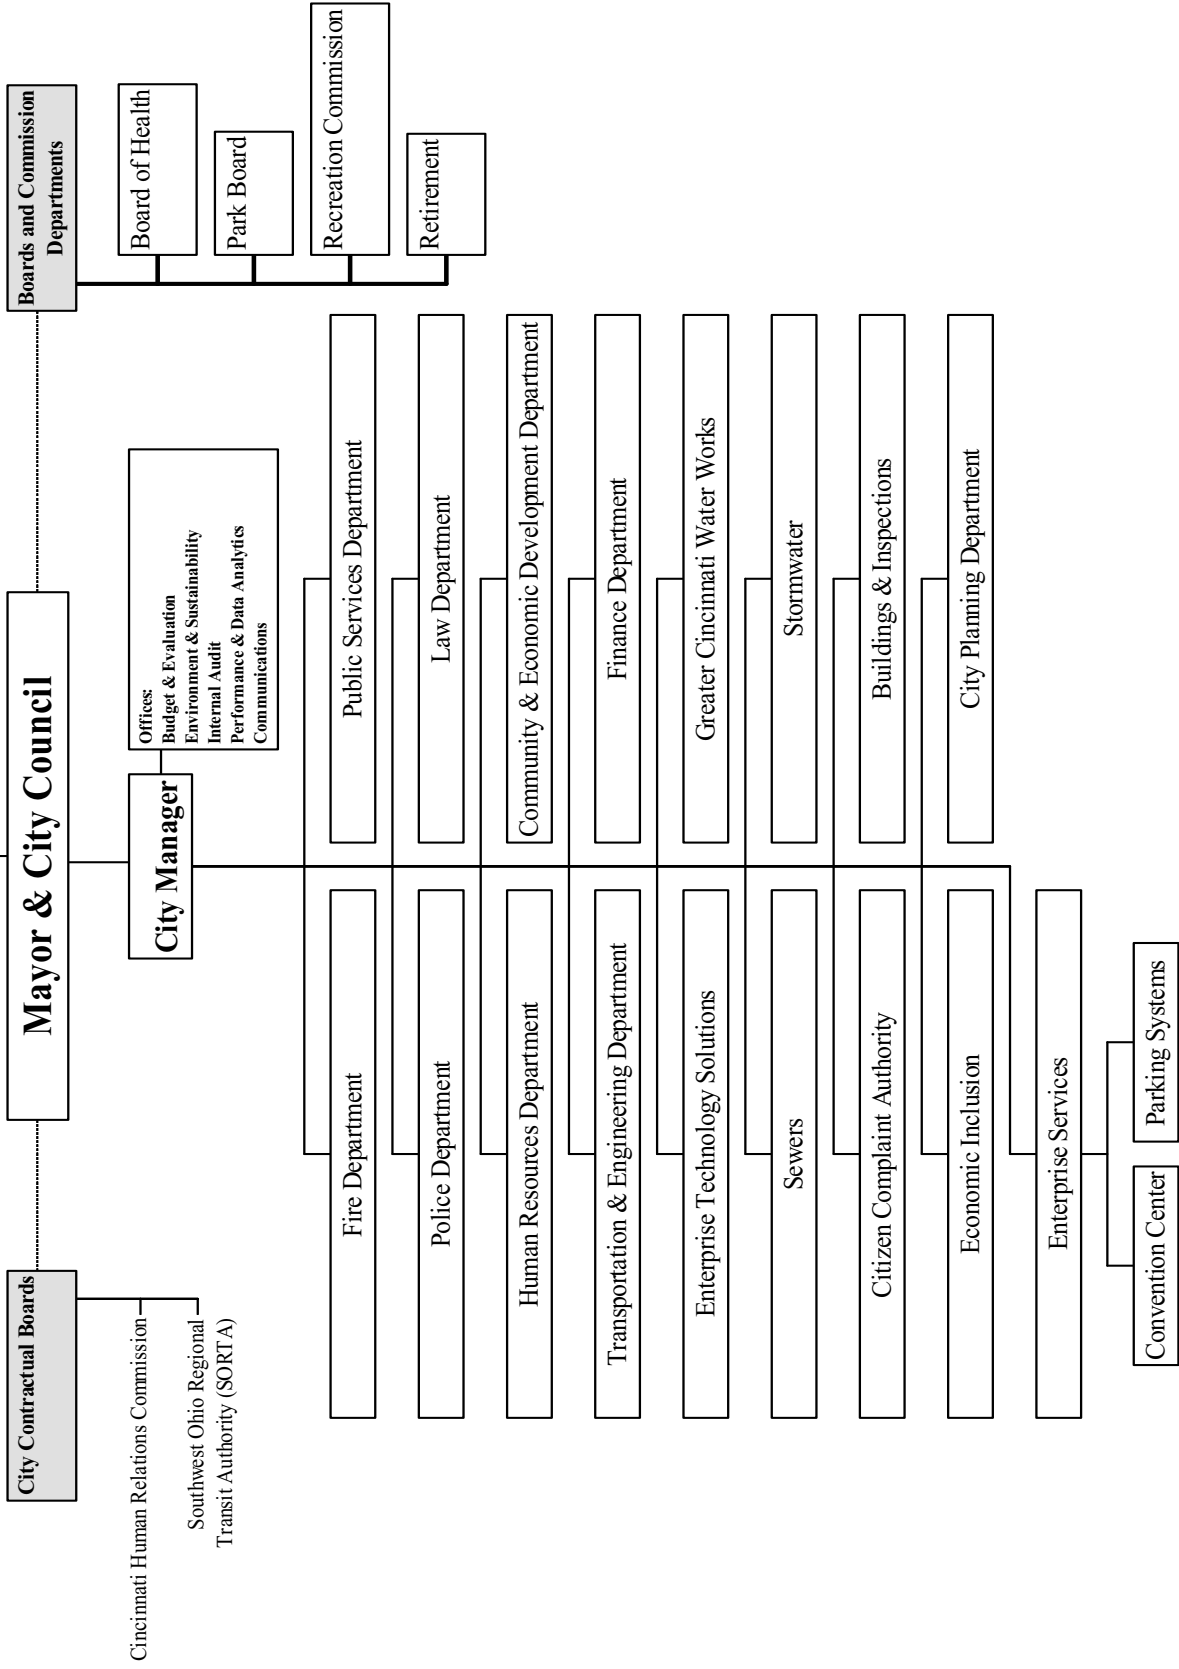 Mayor & City Council
City Contractual Boards
Cincinnati Human Relations Commission
Southwest Ohio Regional
Transit Authority (SORTA)
Boards and Commission
Departments
Board of Health
Park Board
Recreation Commission
Retirement
City Manager
Offices:
Budget & Evaluation
Environment & Sustainability
Internal Audit
Performance & Data Analytics
Communications
Fire Department
Public Services Department
Police Department
Law Department
Human Resources Department
Community & Economic Development Department
Transportation & Engineering Department
Finance Department
Enterprise Technology Solutions
Greater Cincinnati Water Works
Sewers
Stormwater
Citizen Complaint Authority
Buildings & Inspections
Economic Inclusion
City Planning Department
Enterprise Services
Convention Center
Parking Systems